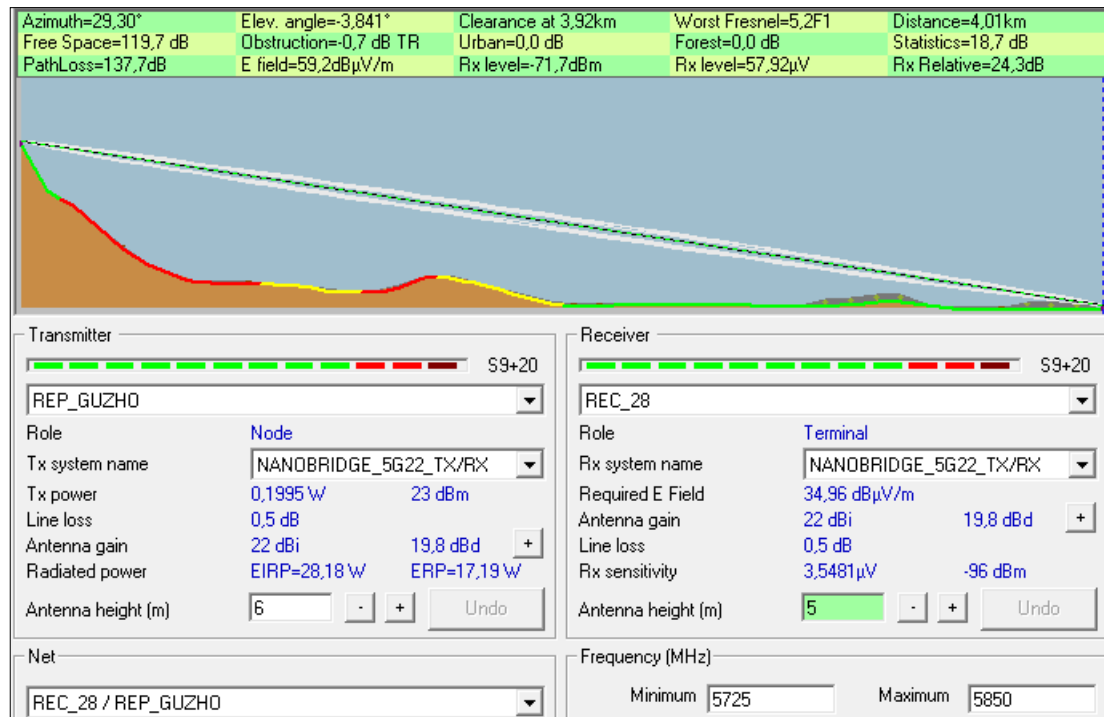 Azimuth=29,30° Elev. angle=-3,841° Clearance at 3,92km Worst Fresnel=5,2F1 Distance=4,01km
Free Space=119,7 dB Obstruction=-0,7 dB TR Urban=0,0 dB Forest=0,0 dB Statistics=18,7 dB
PathLoss=137,7dB E field=59,2dBµV/m Rx level=-71,7dBm Rx level=57,92µV Rx Relative=24,3dB
Transmitter
S9+20
REP_GUZHO
Role Node
Tx system name NANOBRIDGE_5G22_TX/RX
Tx power 0,1995 W 23 dBm
Line loss 0,5 dB
Antenna gain 22 dBi 19,8 dBd +
Radiated power EIRP=28,18 W ERP=17,19 W
Antenna height (m) 6 - + Undo
Net
REC_28 / REP_GUZHO
Receiver
S9+20
REC_28
Role Terminal
Rx system name NANOBRIDGE_5G22_TX/RX
Required E Field 34,96 dBµV/m
Antenna gain 22 dBi 19,8 dBd +
Line loss 0,5 dB
Rx sensitivity 3,5481µV -96 dBm
Antenna height (m) 5 - + Undo
Frequency (MHz)
Minimum 5725 Maximum 5850